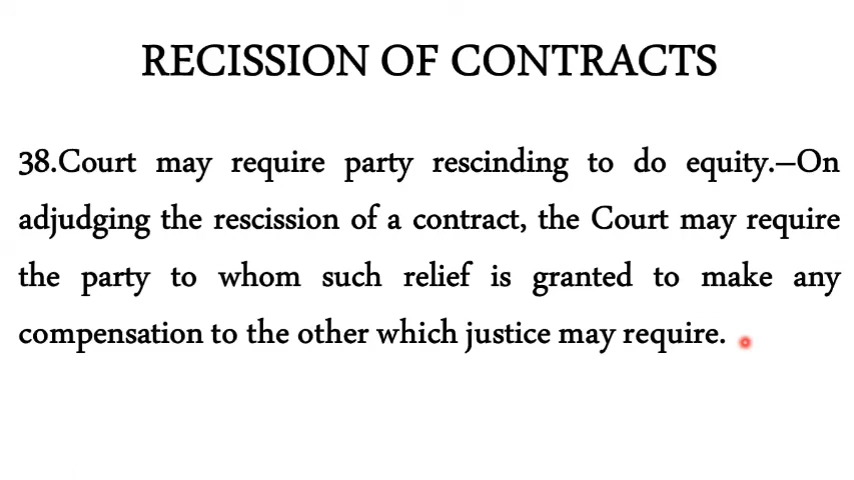 RECISSION OF CONTRACTS
38.Court may require party rescinding to do equity.—On
adjudging the rescission of a contract, the Court may require
the party to whom such relief is granted to make any
compensation to the other which justice may require.